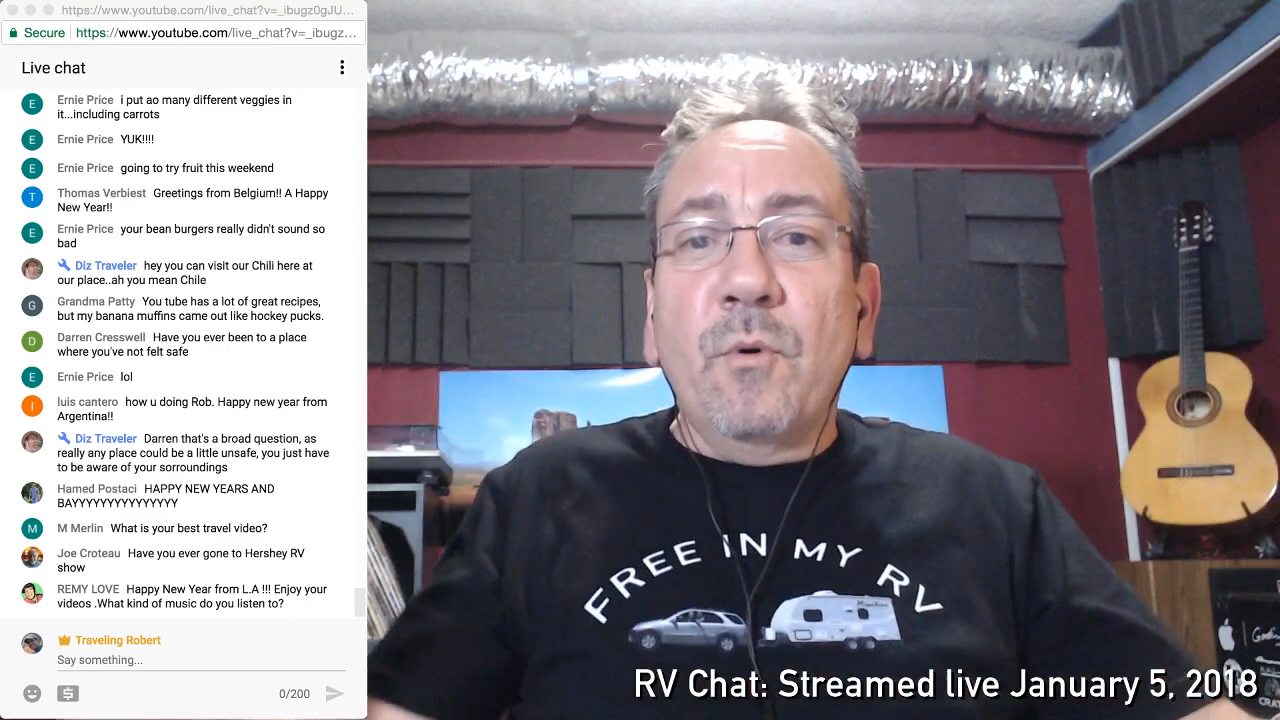 https://www.youtube.com/live_chat?v=_ibugz0gJU...
Secure https://www.youtube.com/live_chat?v=_ibugz...
Live chat
E Ernie Price i put ao many different veggies in
it...including carrots
E Ernie Price YUK!!!!
E Ernie Price going to try fruit this weekend
T Thomas Verbiest Greetings from Belgium!! A Happy
New Year!!
E Ernie Price your bean burgers really didn't sound so
bad
Diz Traveler hey you can visit our Chili here at
our place..ah you mean Chile
G Grandma Patty You tube has a lot of great recipes,
but my banana muffins came out like hockey pucks.
D Darren Cresswell Have you ever been to a place
where you've not felt safe
E Ernie Price lol
l luis cantero how u doing Rob. Happy new year from
Argentina!!
Diz Traveler Darren that's a broad question, as
really any place could be a little unsafe, you just have
to be aware of your sorroundings
Hamed Postaci HAPPY NEW YEARS AND
BAYYYYYYYYYYYYYYY
M M Merlin What is your best travel video?
Joe Croteau Have you ever gone to Hershey RV
show
REMY LOVE Happy New Year from L.A !!! Enjoy your
videos .What kind of music do you listen to?
Traveling Robert
Say something...
0/200
FREE IN MY RV
RV Chat: Streamed live January 5, 2018